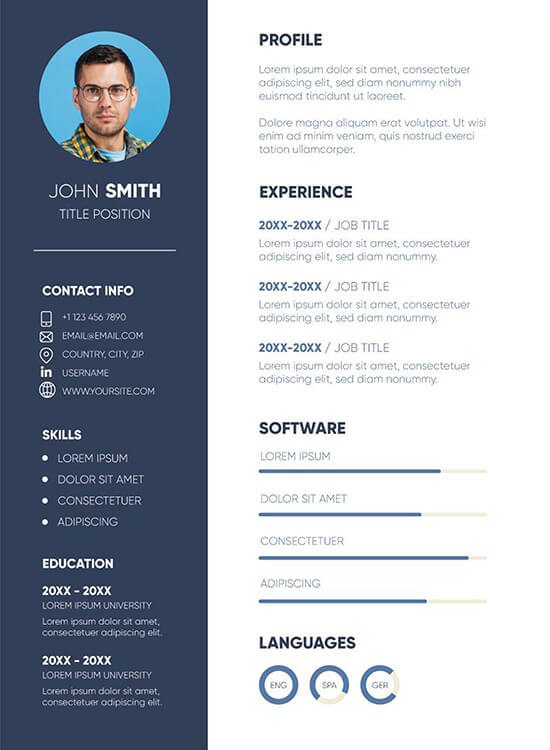 JOHN SMITH
TITLE POSITION
CONTACT INFO
+1 123 456 7890
EMAIL@EMAIL.COM
COUNTRY, CITY, ZIP
in USERNAME
WWW.YOURSITE.COM
SKILLS
LOREM IPSUM
DOLOR SIT AMET
CONSECTETUER
ADIPISCING
EDUCATION
20XX - 20XX
LOREM IPSUM UNIVERSITY
Lorem ipsum dolor sit amet,
consectetuer adipiscing elit.
20XX - 20XX
LOREM IPSUM UNIVERSITY
Lorem ipsum dolor sit amet,
consectetuer adipiscing elit.
PROFILE
Lorem ipsum dolor sit amet, consectetuer
adipiscing elit, sed diam nonummy nibh
euismod tincidunt ut laoreet.
Dolore magna aliquam erat volutpat. Ut wisi
enim ad minim veniam, quis nostrud exerci
tation ullamcorper.
EXPERIENCE
20XX-20XX / JOB TITLE
Lorem ipsum dolor sit amet, consectetuer
adipiscing elit, sed diam nonummy.
20XX-20XX / JOB TITLE
Lorem ipsum dolor sit amet, consectetuer
adipiscing elit, sed diam nonummy.
20XX-20XX / JOB TITLE
Lorem ipsum dolor sit amet, consectetuer
adipiscing elit, sed diam nonummy.
SOFTWARE
LOREM IPSUM
DOLOR SIT AMET
CONSECTETUER
ADIPISCING
LANGUAGES
ENG SPA GER